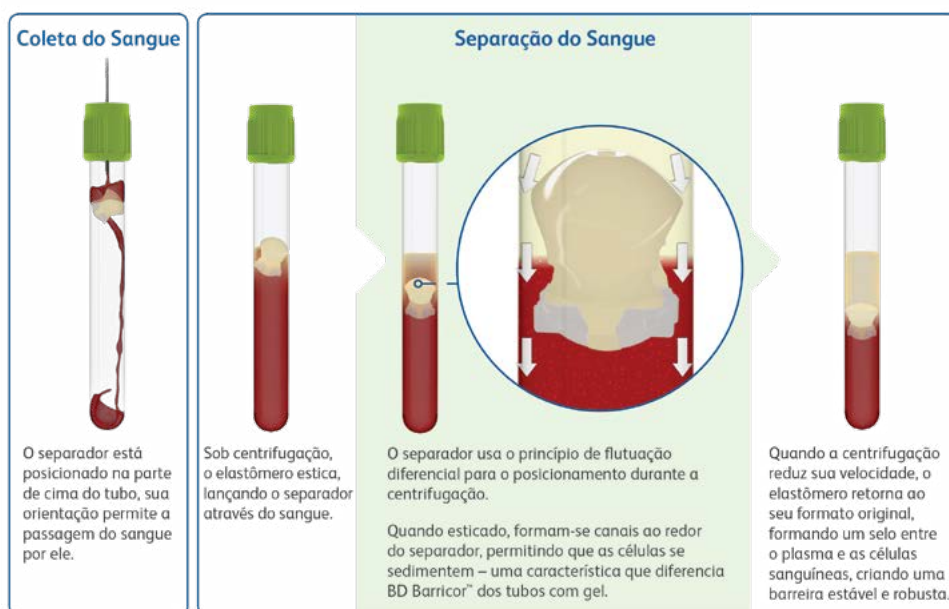 Coleta do Sangue
Separação do Sangue
O separador está
posicionado na parte
de cima do tubo, sua
orientação permite a
passagem do sangue
por ele.
Sob centrifugação,
o elastômero estica,
lançando o separador
através do sangue.
O separador usa o princípio de flutuação
diferencial para o posicionamento durante a
centrifugação.
Quando esticado, formam-se canais ao redor
do separador, permitindo que as células se
sedimentem – uma característica que diferencia
BD Barricor™ dos tubos com gel.
Quando a centrifugação
reduz sua velocidade, o
elastômero retorna ao
seu formato original,
formando um selo entre
o plasma e as células
sanguíneas, criando uma
barreira estável e robusta